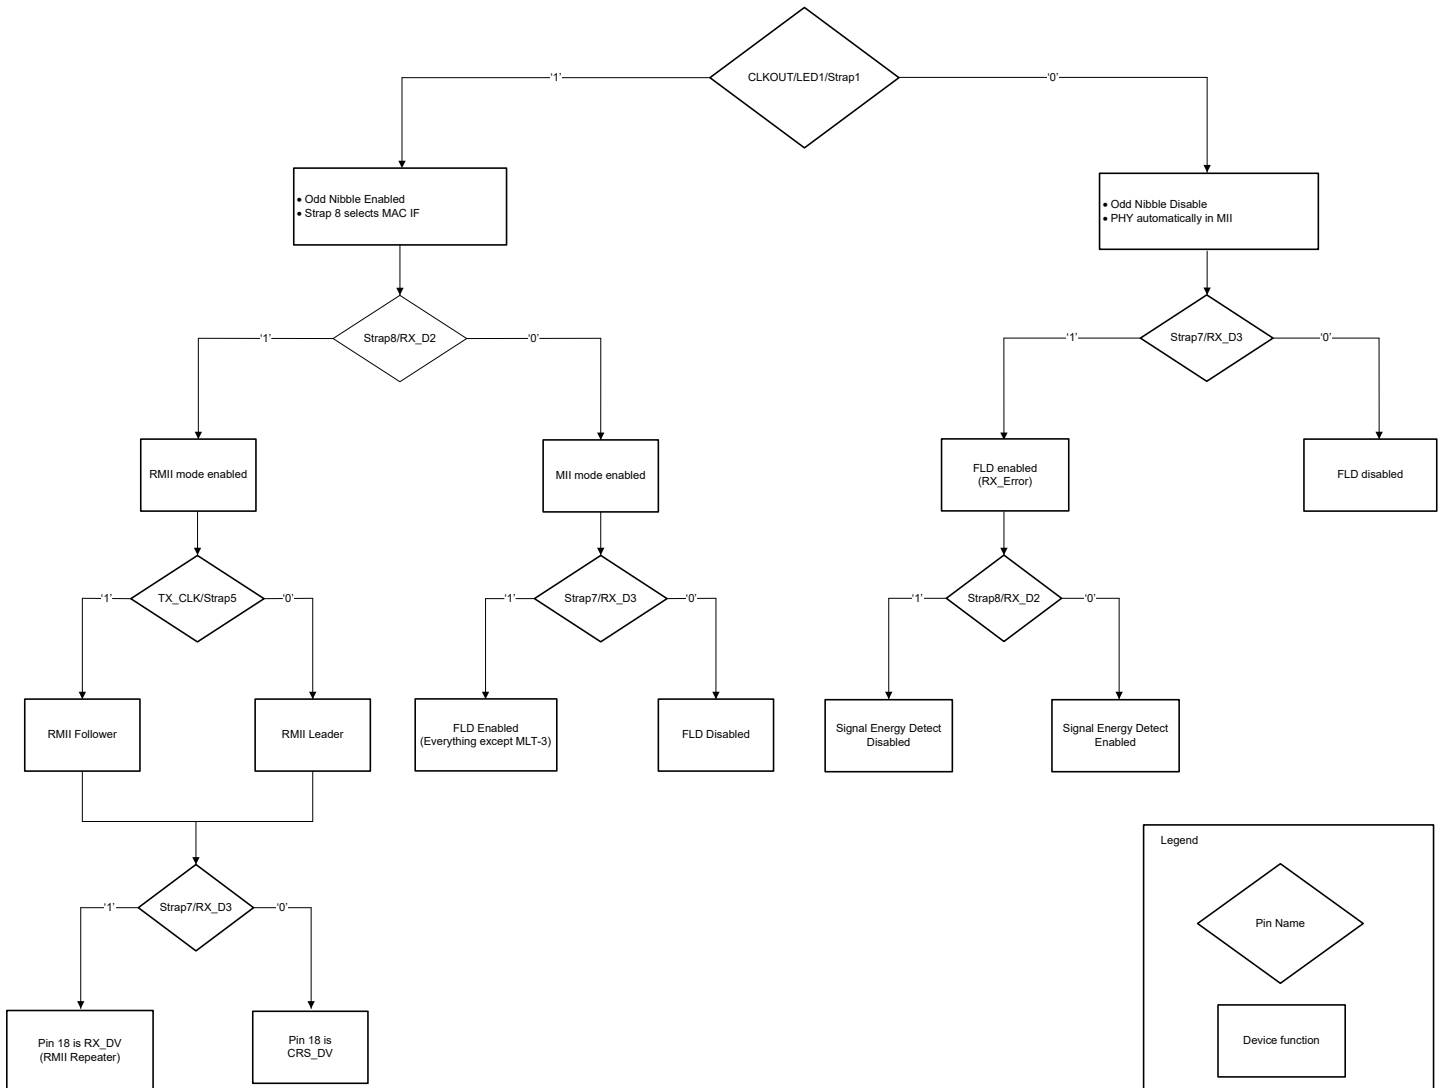 CLKOUT/LED1/Strap1
'1'
'0'
• Odd Nibble Enabled
• Strap 8 selects MAC IF
• Odd Nibble Disable
• PHY automatically in MII
Strap8/RX_D2
'1'
'0'
Strap7/RX_D3
'1'
'0'
RMII mode enabled
MII mode enabled
FLD enabled
(RX_Error)
FLD disabled
TX_CLK/Strap5
'1'
'0'
Strap7/RX_D3
'1'
'0'
Strap8/RX_D2
'1'
'0'
RMII Follower
RMII Leader
FLD Enabled
(Everything except MLT-3)
FLD Disabled
Signal Energy Detect
Disabled
Signal Energy Detect
Enabled
Strap7/RX_D3
'1'
'0'
Pin 18 is RX_DV
(RMII Repeater)
Pin 18 is
CRS_DV
Legend
Pin Name
Device function